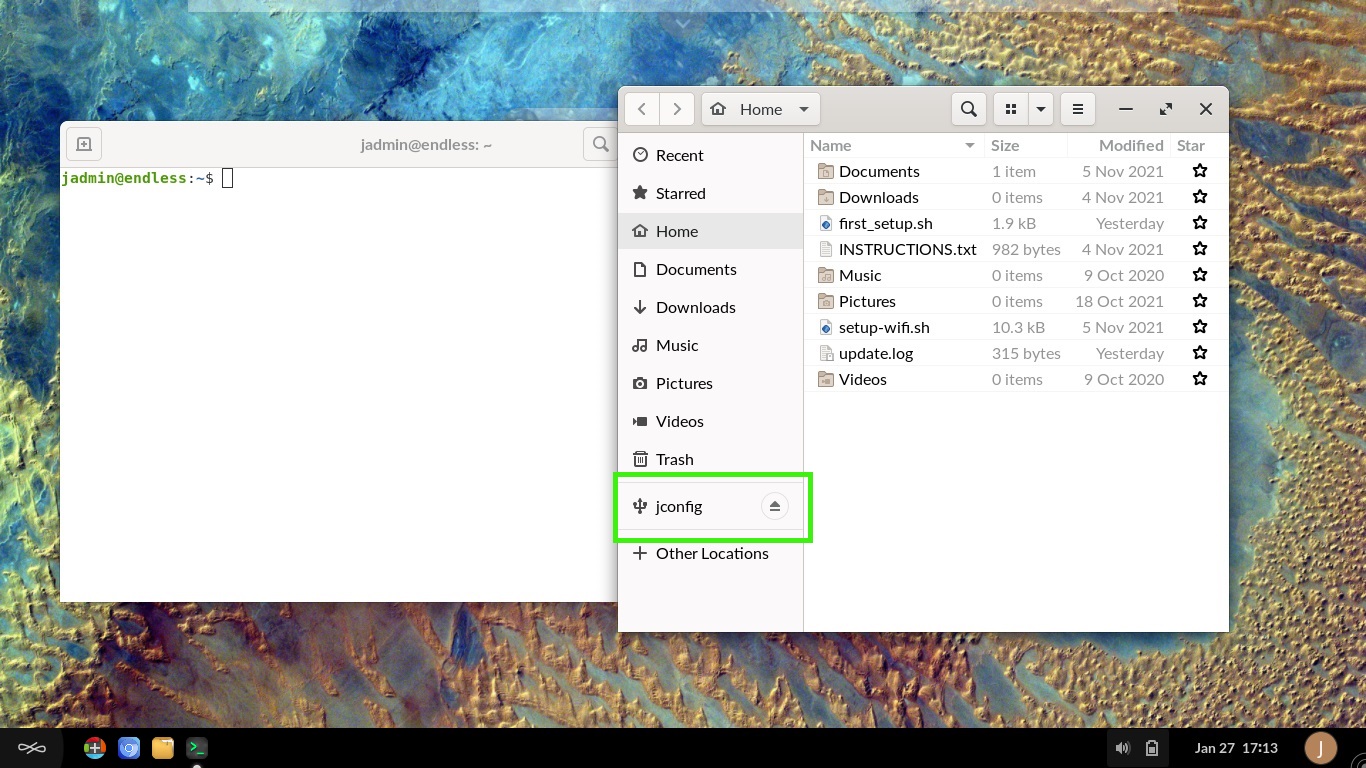 Home
jadmin@endless: ~
jadmin@endless:~$
Recent
Starred
Home
Documents
Downloads
Music
Pictures
Videos
Trash
jconfig
Other Locations
Name Size Modified Star
Documents 1 item 5 Nov 2021
Downloads 0 items 4 Nov 2021
first_setup.sh 1.9 kB Yesterday
INSTRUCTIONS.txt 982 bytes 4 Nov 2021
Music 0 items 9 Oct 2020
Pictures 0 items 18 Oct 2021
setup-wifi.sh 10.3 kB 5 Nov 2021
update.log 315 bytes Yesterday
Videos 0 items 9 Oct 2020
Jan 27 17:13 J